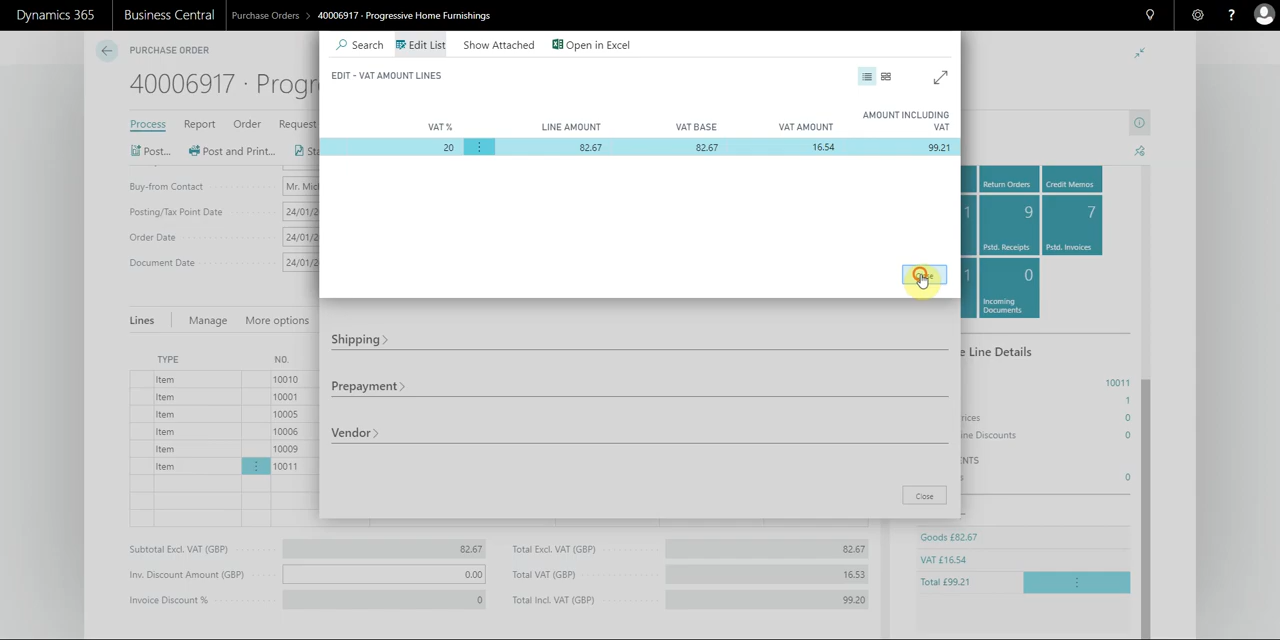 Dynamics 365 Business Central Purchase Orders > 40006917 · Progressive Home Furnishings ?
PURCHASE ORDER
40006917 · Progr
Process Report Order Request
Post... Post and Print...
Buy-from Contact Mr. Mic
Posting/Tax Point Date 24/01/2
Order Date 24/01/2
Document Date 24/01/2
Lines Manage More options
TYPE NO.
Item 10010
Item 10001
Item 10005
Item 10006
Item 10009
Item 10011
Subtotal Excl. VAT (GBP) 82.67
Inv. Discount Amount (GBP) 0.00
Invoice Discount % 0
Total Excl. VAT (GBP) 82.67
Total VAT (GBP) 16.53
Total Incl. VAT (GBP) 99.20
Search Edit List Show Attached Open in Excel
EDIT - VAT AMOUNT LINES
VAT % LINE AMOUNT VAT BASE VAT AMOUNT AMOUNT INCLUDING VAT
20 82.67 82.67 16.54 99.21
Shipping >
Prepayment >
Vendor >
Close
Return Orders Credit Memos
1 9 7
Pstd. Receipts Pstd. Invoices
1 0
Incoming
Documents
e Line Details
10011
1
rices 0
ine Discounts 0
NTS
0
Goods £82.67
VAT £16.54
Total £99.21